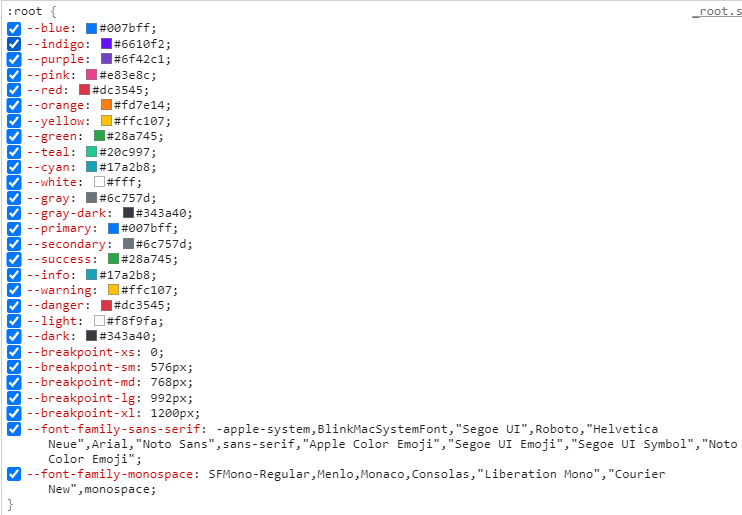 :root {
_root.s
--blue: #007bff;
--indigo: #6610f2;
--purple: #6f42c1;
--pink: #e83e8c;
--red: #dc3545;
--orange: #fd7e14;
--yellow: #ffc107;
--green: #28a745;
--teal: #20c997;
--cyan: #17a2b8;
--white: #fff;
--gray: #6c757d;
--gray-dark: #343a40;
--primary: #007bff;
--secondary: #6c757d;
--success: #28a745;
--info: #17a2b8;
--warning: #ffc107;
--danger: #dc3545;
--light: #f8f9fa;
--dark: #343a40;
--breakpoint-xs: 0;
--breakpoint-sm: 576px;
--breakpoint-md: 768px;
--breakpoint-lg: 992px;
--breakpoint-xl: 1200px;
--font-family-sans-serif: -apple-system,BlinkMacSystemFont,"Segoe UI",Roboto,"Helvetica
Neue",Arial,"Noto Sans",sans-serif,"Apple Color Emoji","Segoe UI Emoji","Segoe UI Symbol","Noto
Color Emoji";
--font-family-monospace: SFMono-Regular,Menlo,Monaco,Consolas,"Liberation Mono","Courier
New",monospace;
}